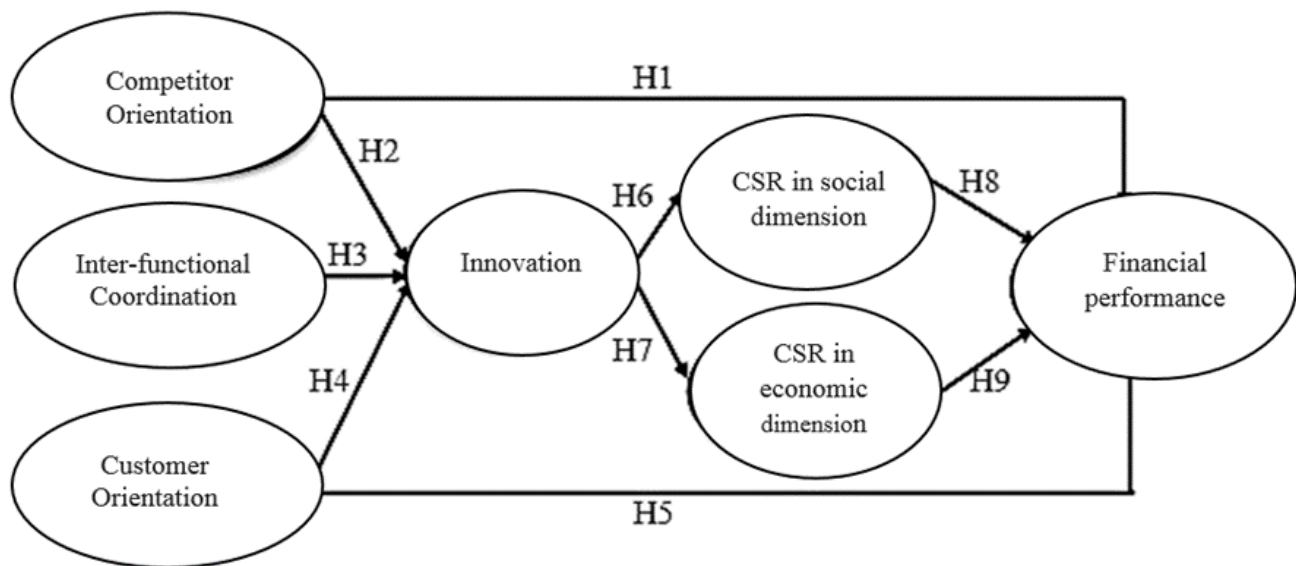 Competitor
Orientation
H1
H2
Inter-functional
Coordination
H3
H4
Customer
Orientation
H5
Innovation
H6
H7
CSR in social
dimension
CSR in
economic
dimension
H8
H9
Financial
performance